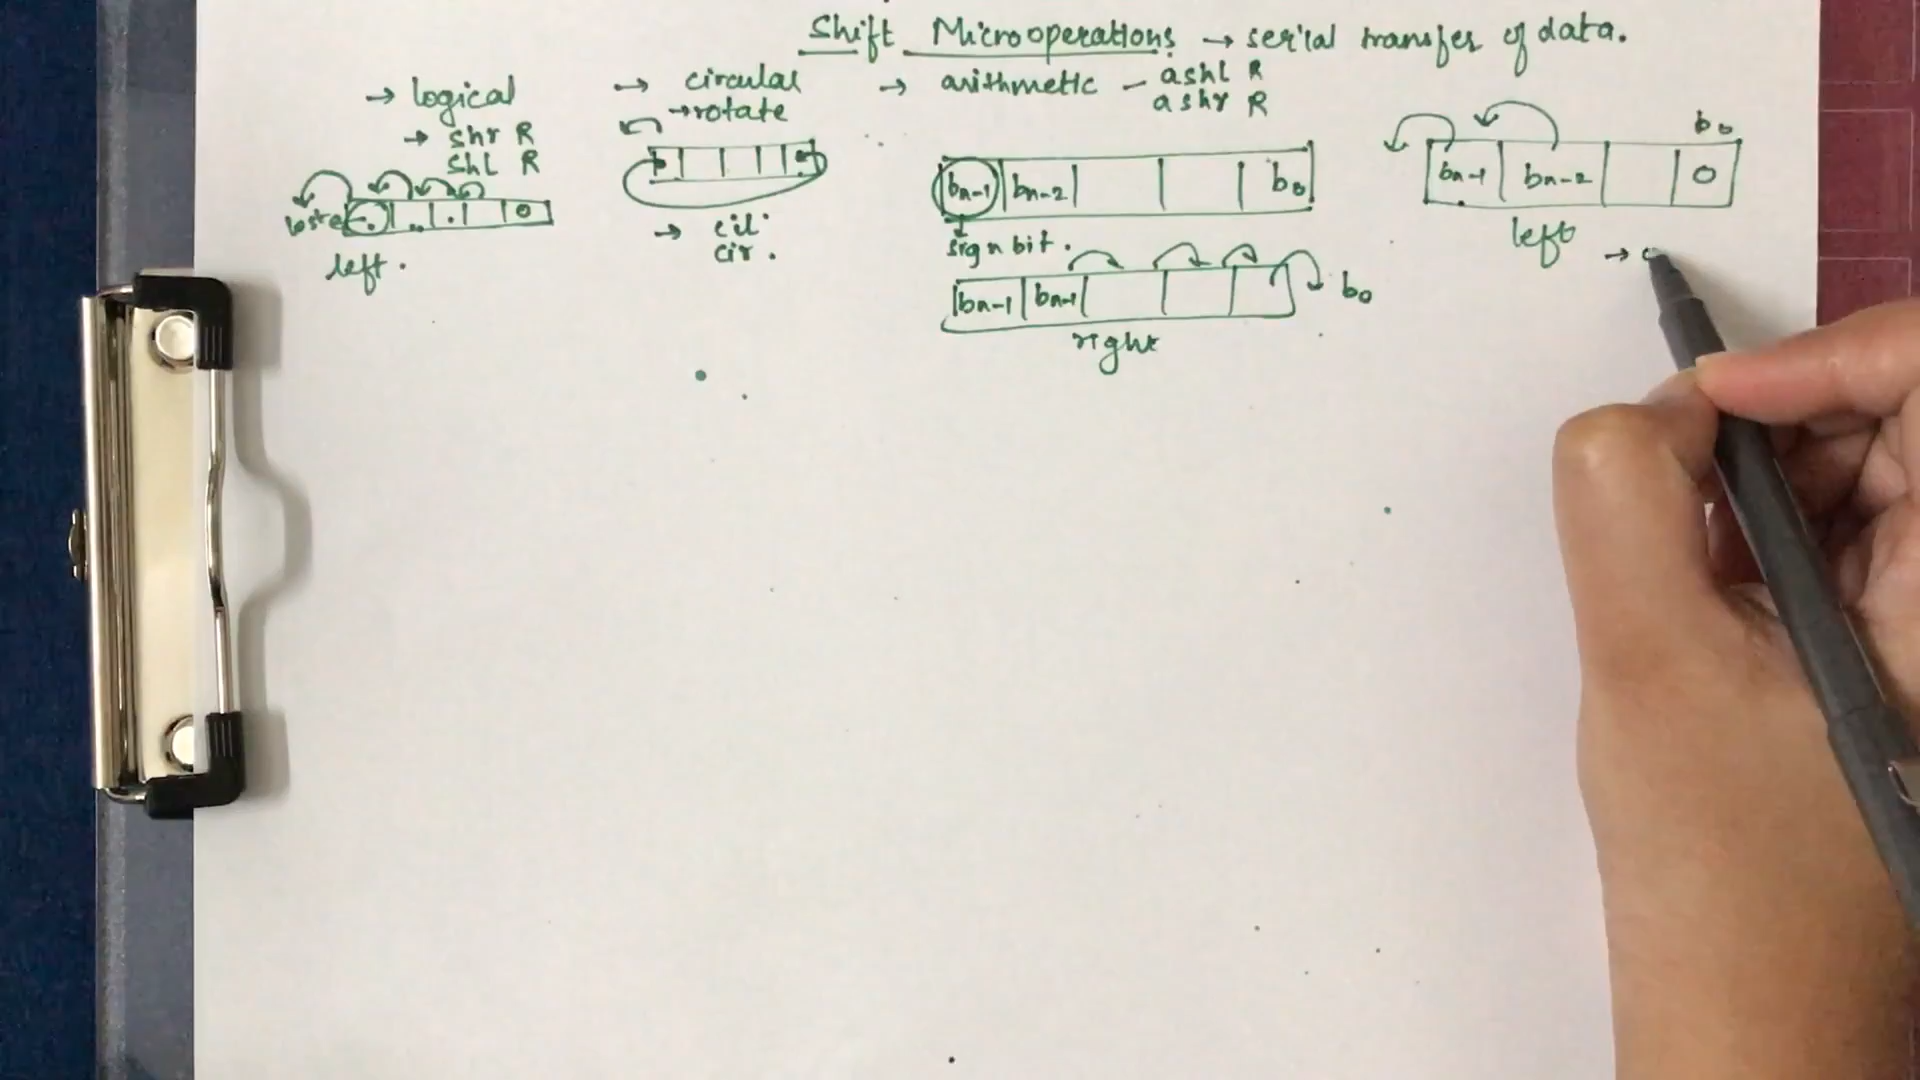 Shift Microoperations → serial transfer of data.
→ logical
→ shr R
shl R
0
left.
→ circular
→ rotate
→ cil
cir.
→ arithmetic – ashl R
ashr R
bn-1 bn-2 b0
sign bit.
bn-1 bn-1 b0
right
b0
bn-1 bn-2 0
left
→